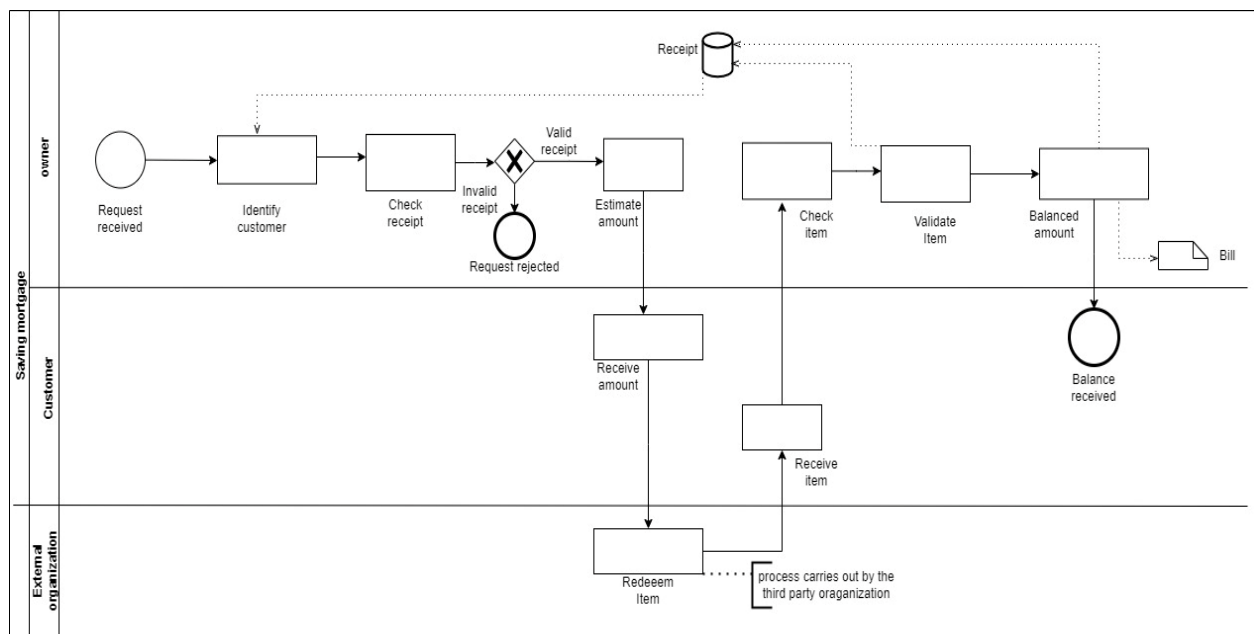 Saving mortgage
owner
Customer
External
organization
Receipt
Request
received
Identify
customer
Check
receipt
Valid
receipt
Invalid
receipt
Request rejected
Estimate
amount
Check
item
Validate
Item
Balanced
amount
Bill
Receive
amount
Receive
item
Balance
received
Redeeem
Item
process carries out by the
third party oraganization